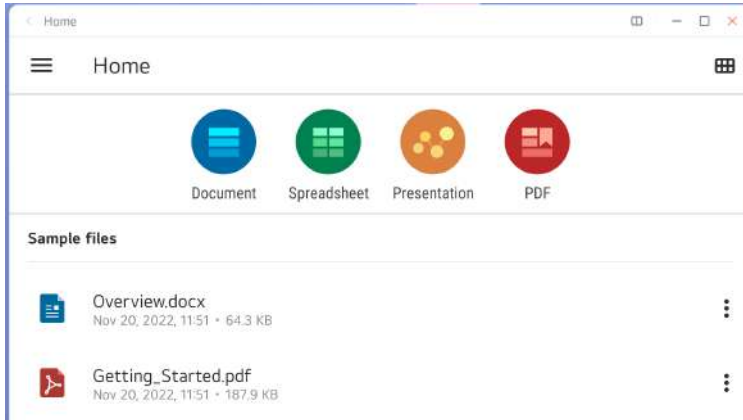 Home
Home
Document Spreadsheet Presentation PDF
Sample files
Overview.docx
Nov 20, 2022, 11:51 • 64.3 KB
Getting_Started.pdf
Nov 20, 2022, 11:51 • 187.9 KB